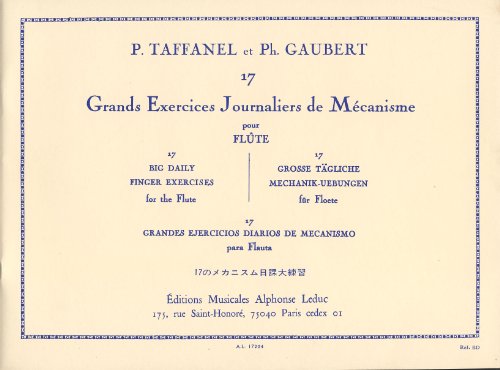 P. TAFFANEL et Ph. GAUBERT
17
Grands Exercices Journaliers de Mécanisme
pour
FLÛTE
17
BIG DAILY
FINGER EXERCISES
for the Flute
17
GROSSE TÄGLICHE
MECHANIK-UEBUNGEN
für Floete
17
GRANDES EJERCICIOS DIARIOS DE MECANISMO
para Flauta
17のメカニスム日課大練習
Éditions Musicales Alphonse Leduc
175, rue Saint-Honoré, 75040 Paris cedex 01
A.L. 17204
Ref.